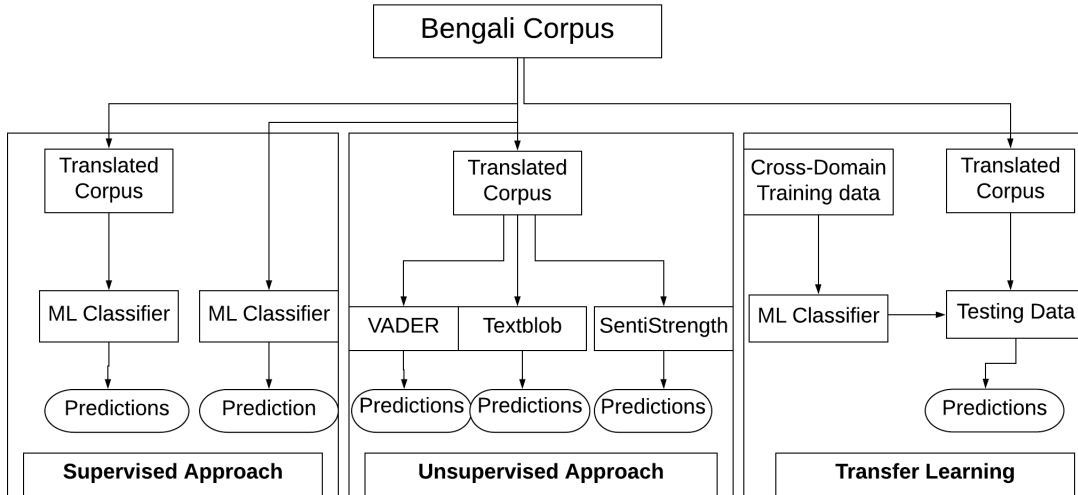 Bengali Corpus
Translated
Corpus
ML Classifier
Predictions
ML Classifier
Prediction
Supervised Approach
Translated
Corpus
VADER
Textblob
SentiStrength
Predictions
Predictions
Predictions
Unsupervised Approach
Cross-Domain
Training data
Translated
Corpus
ML Classifier
Testing Data
Predictions
Transfer Learning